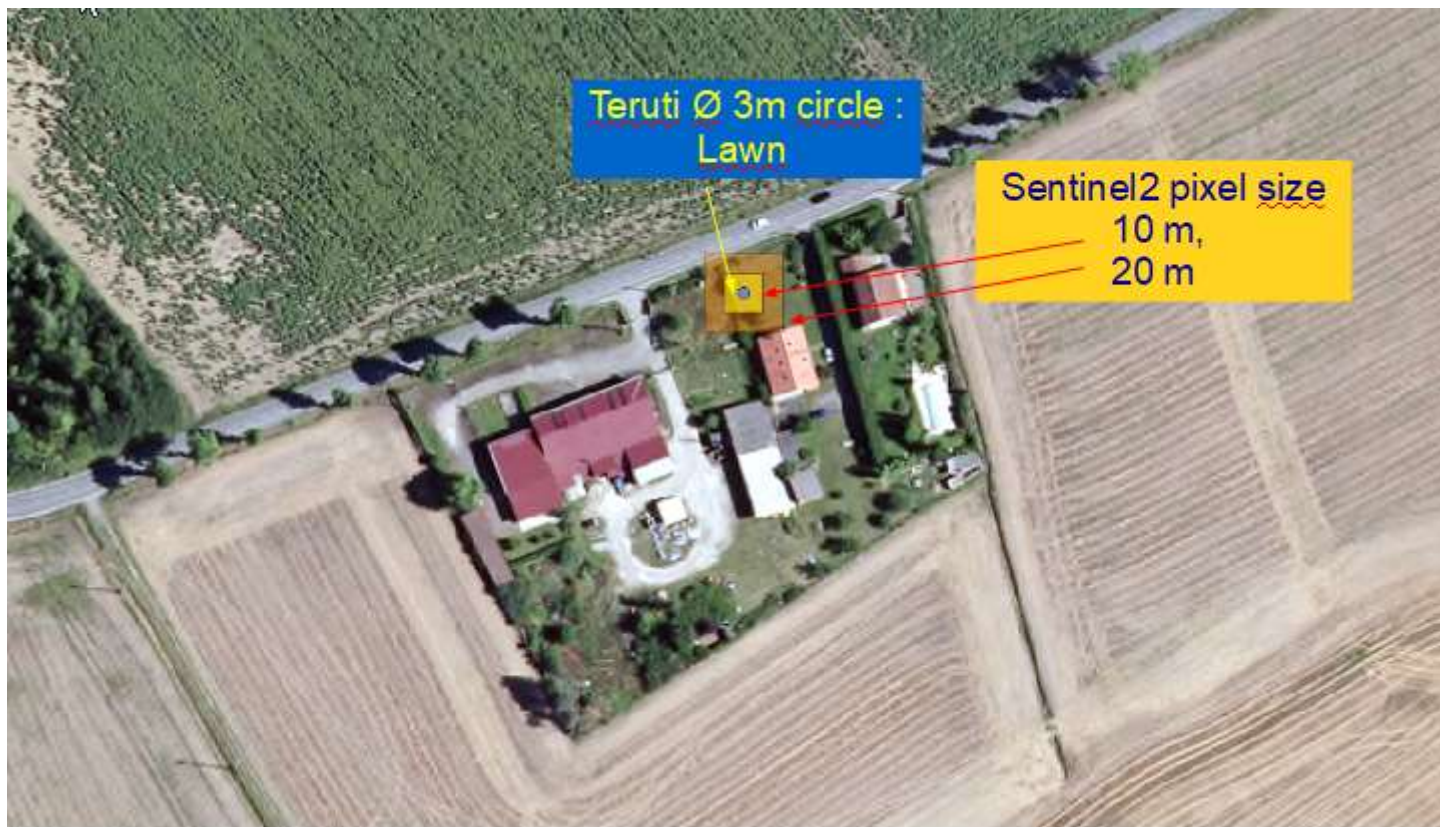 Teruti Ø 3m circle :
Lawn
Sentinel2 pixel size
10 m,
20 m